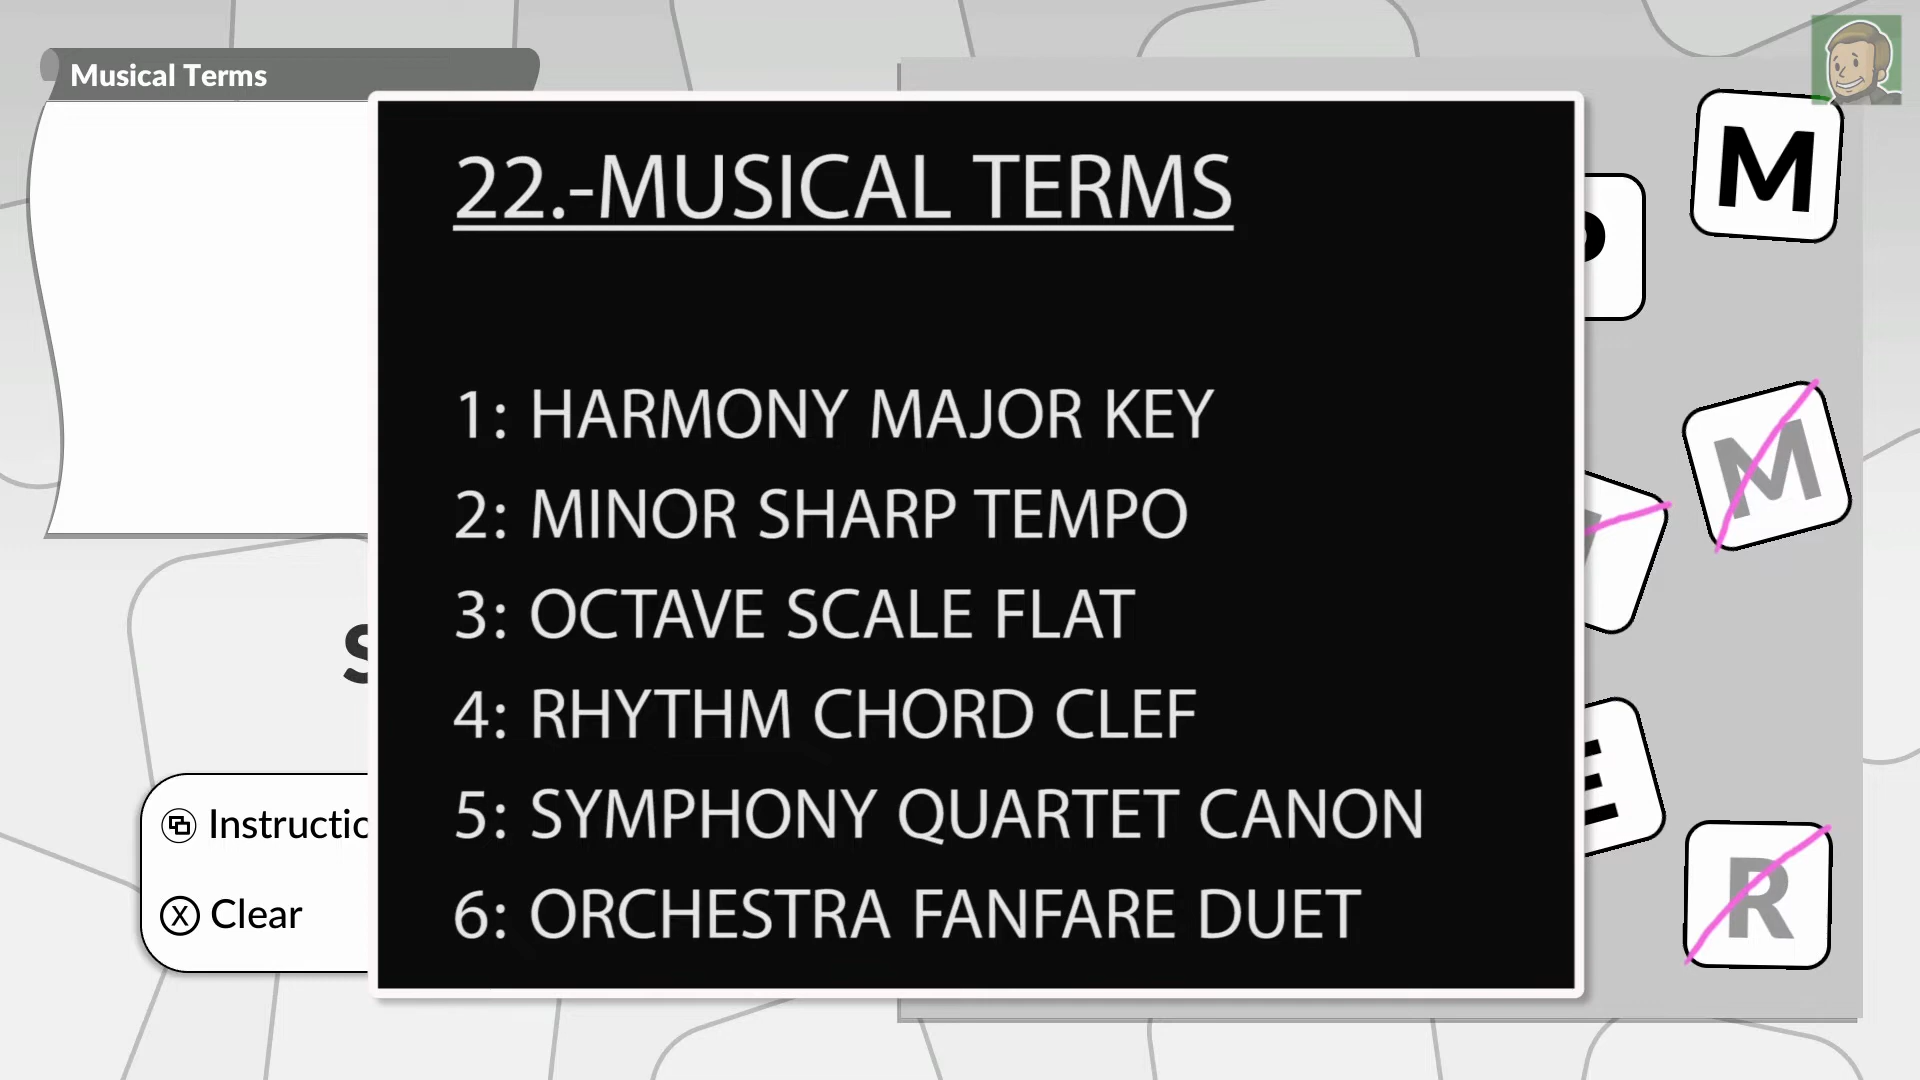 Musical Terms
22.-MUSICAL TERMS
1: HARMONY MAJOR KEY
2: MINOR SHARP TEMPO
3: OCTAVE SCALE FLAT
4: RHYTHM CHORD CLEF
5: SYMPHONY QUARTET CANON
6: ORCHESTRA FANFARE DUET
M
M
E
R
S
X Clear